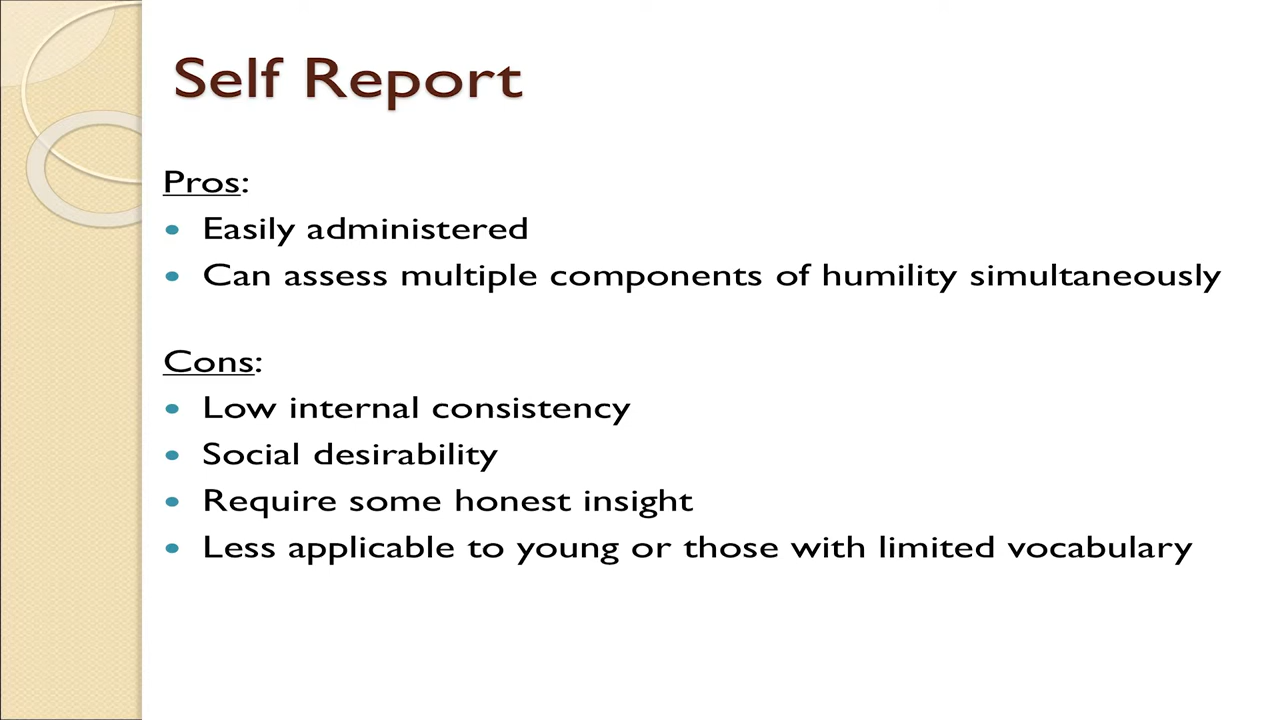 Self Report
Pros:
• Easily administered
• Can assess multiple components of humility simultaneously
Cons:
• Low internal consistency
• Social desirability
• Require some honest insight
• Less applicable to young or those with limited vocabulary